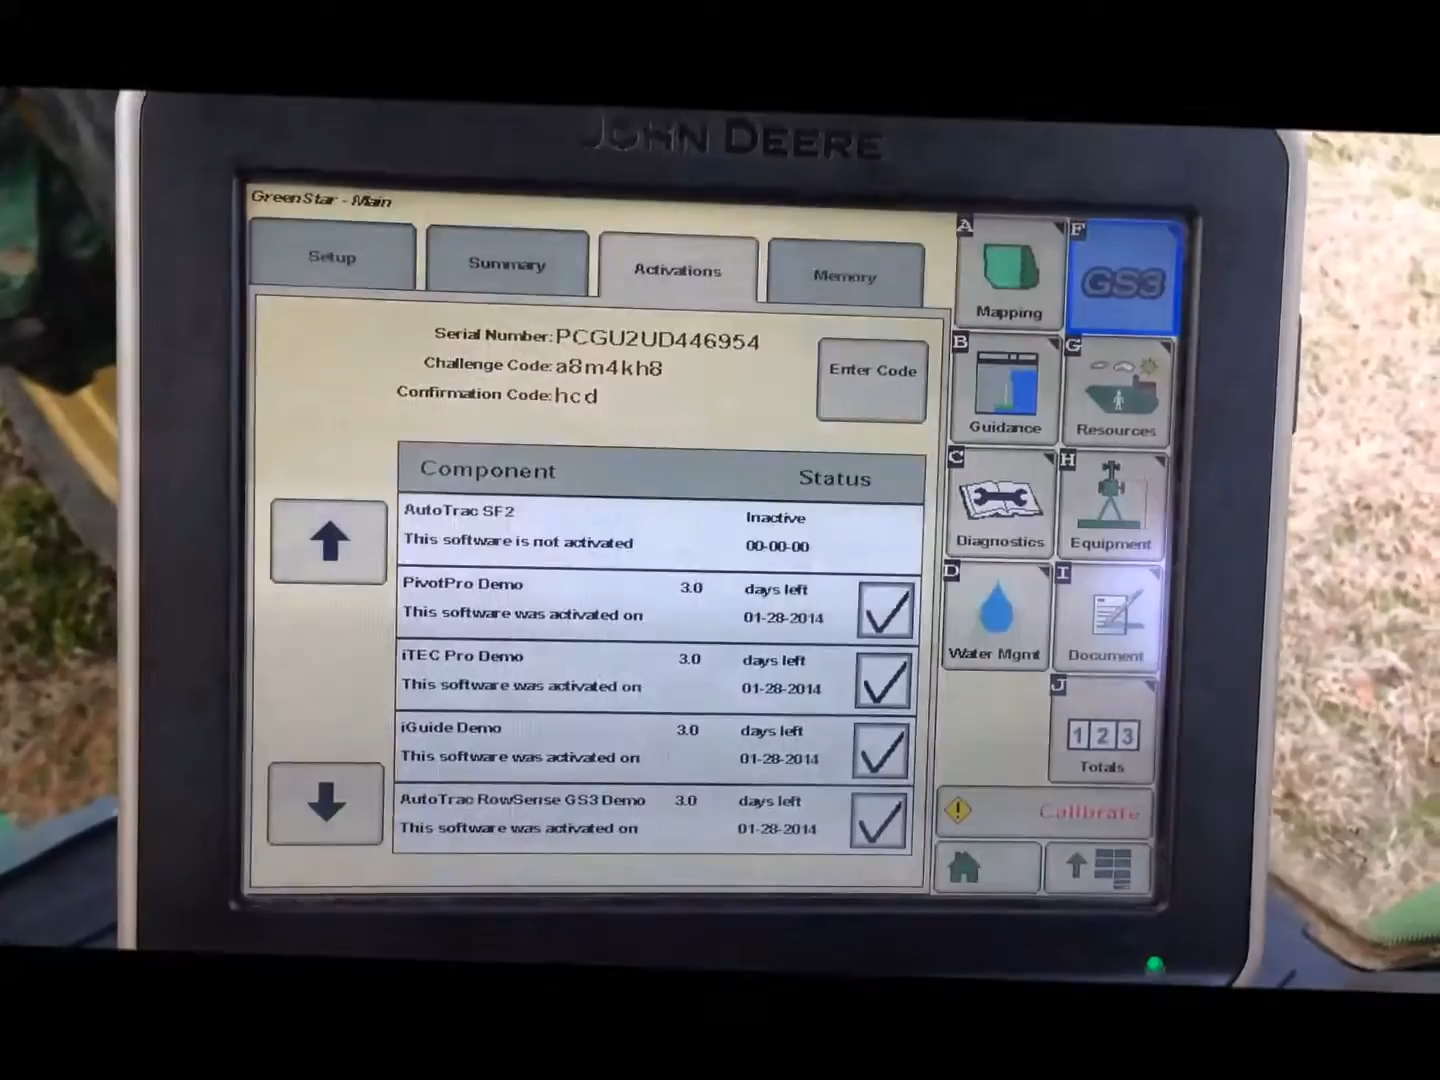 JOHN DEERE
GreenStar - Main
Setup
Summary
Activations
Memory
Serial Number: PCGU2UD446954
Challenge Code: a8m4kh8
Confirmation Code: hcd
Enter Code
Component Status
AutoTrac SF2 Inactive
This software is not activated 00-00-00
PivotPro Demo 3.0 days left
This software was activated on 01-28-2014
iTEC Pro Demo 3.0 days left
This software was activated on 01-28-2014
iGuide Demo 3.0 days left
This software was activated on 01-28-2014
AutoTrac RowSense GS3 Demo 3.0 days left
This software was activated on 01-28-2014
A
Mapping
F
GS3
B
Guidance
G
Resources
C
Diagnostics
H
Equipment
D
Water Mgmt
I
Document
J
1 2 3
Totals
Calibrate